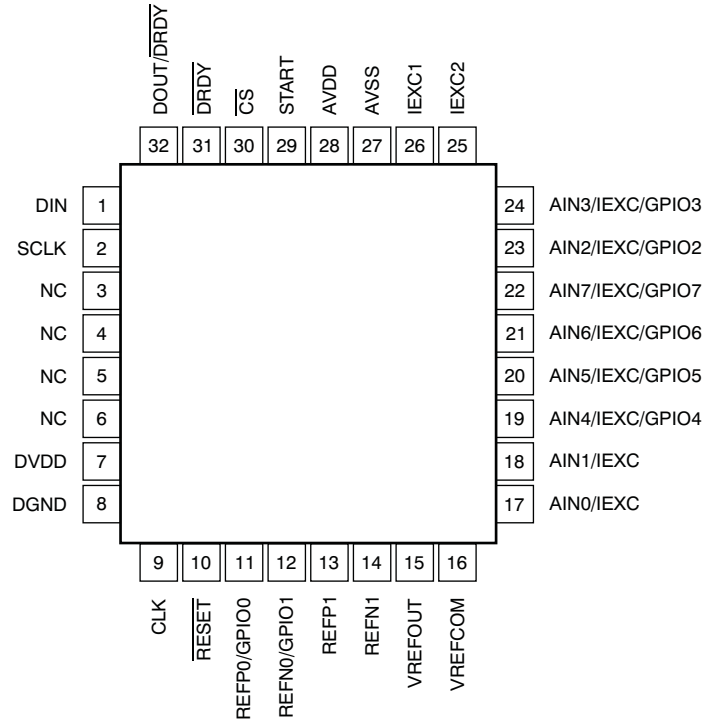 DOUT/DRDY
DRDY
CS
START
AVDD
AVSS
IEXC1
IEXC2
32 31 30 29 28 27 26 25
DIN 1
SCLK 2
NC 3
NC 4
NC 5
NC 6
DVDD 7
DGND 8
24 AIN3/IEXC/GPIO3
23 AIN2/IEXC/GPIO2
22 AIN7/IEXC/GPIO7
21 AIN6/IEXC/GPIO6
20 AIN5/IEXC/GPIO5
19 AIN4/IEXC/GPIO4
18 AIN1/IEXC
17 AIN0/IEXC
9 10 11 12 13 14 15 16
CLK
RESET
REFP0/GPIO0
REFN0/GPIO1
REFP1
REFN1
VREFOUT
VREFCOM